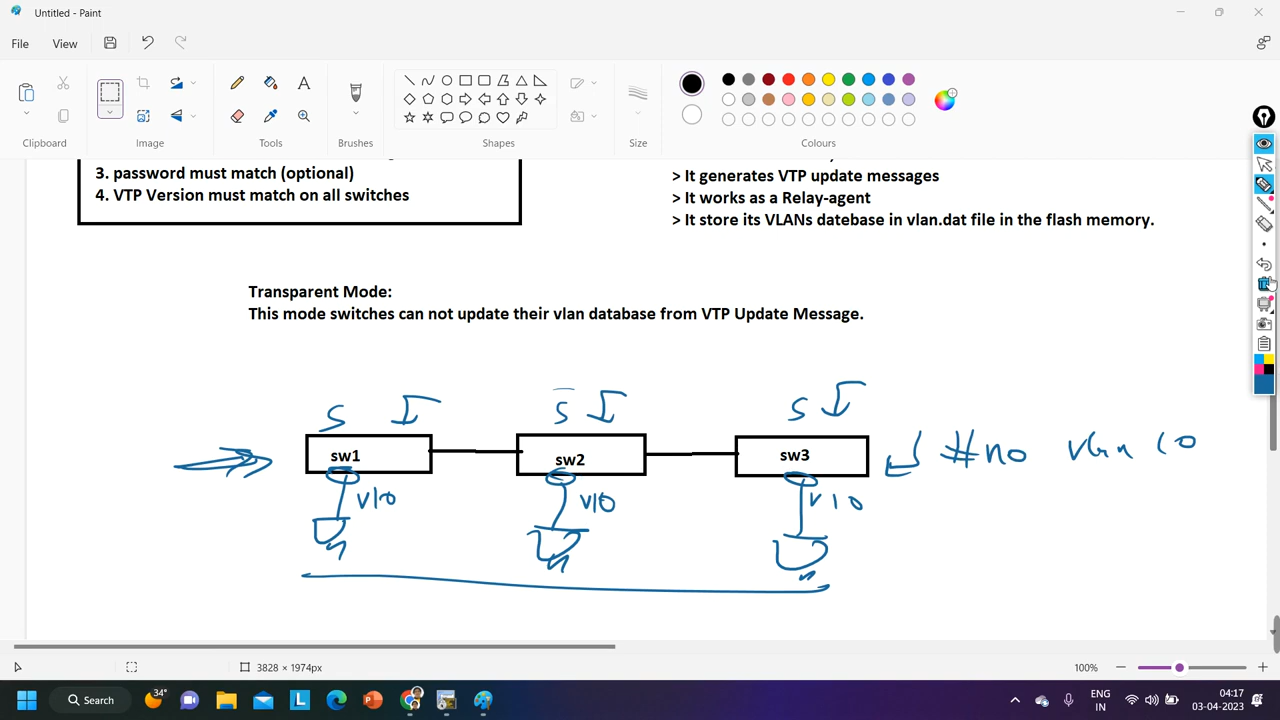 Untitled - Paint
File View
Clipboard Image Tools Brushes Shapes Size Colours
A
3. password must match (optional)
4. VTP Version must match on all switches
> It generates VTP update messages
> It works as a Relay-agent
> It store its VLANs datebase in vlan.dat file in the flash memory.
Transparent Mode:
This mode switches can not update their vlan database from VTP Update Message.
S S S
sw1 sw2 sw3
#no vlan 10
v10 v10 v10
3828 × 1974px
100%
Search
34°
ENG
IN
04:17
03-04-2023